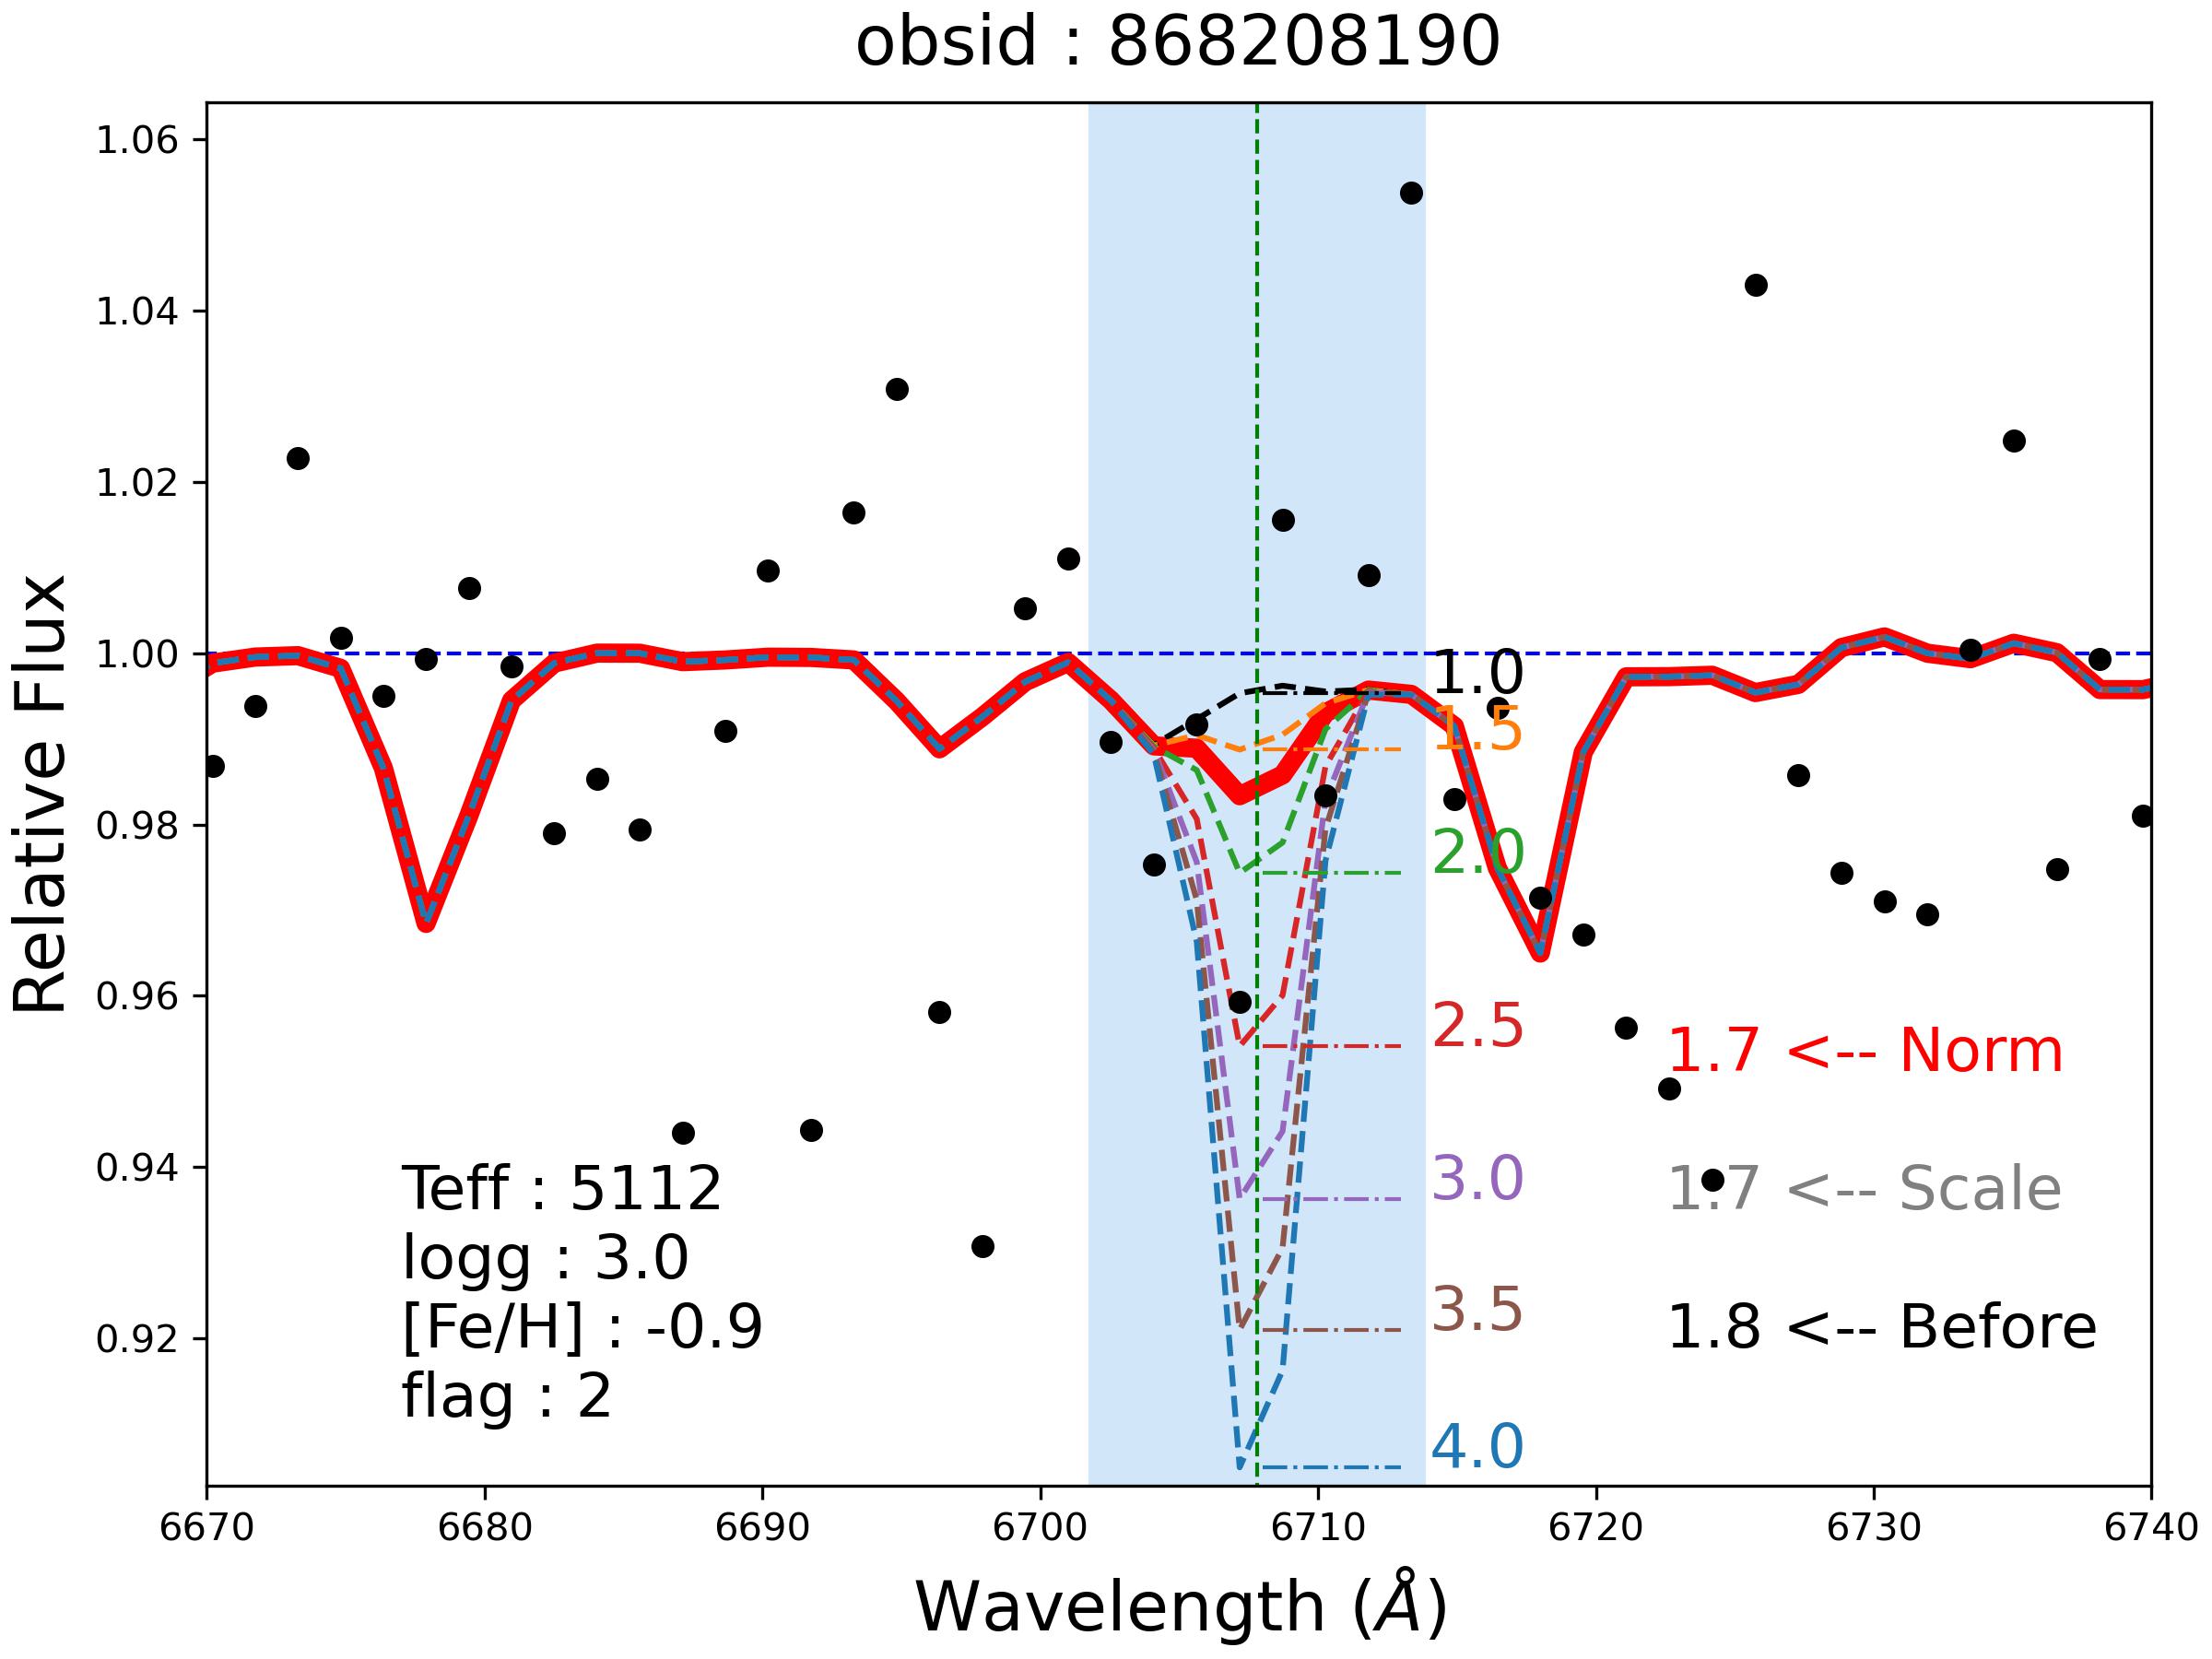 obsid : 868208190
1.06
1.04
1.02
1.00
0.98
0.96
0.94
0.92
Relative Flux
1.0
1.5
2.0
2.5
3.0
3.5
4.0
1.7 <-- Norm
1.7 <-- Scale
1.8 <-- Before
Teff : 5112
logg : 3.0
[Fe/H] : -0.9
flag : 2
6670 6680 6690 6700 6710 6720 6730 6740
Wavelength (Å)